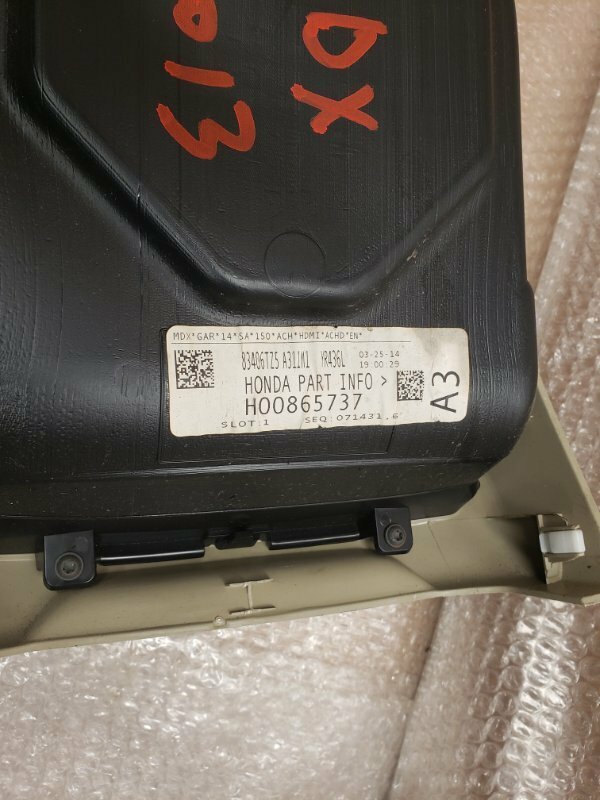 DX
013
MDX*GAR*14*SA*150*ACH*HDMI*ACHD*EN*
83406TZ5 A311M1 YR436L 03-25-14
19:00:29
HONDA PART INFO >
H00865737
SLOT:1 SEQ:071431.6
A3